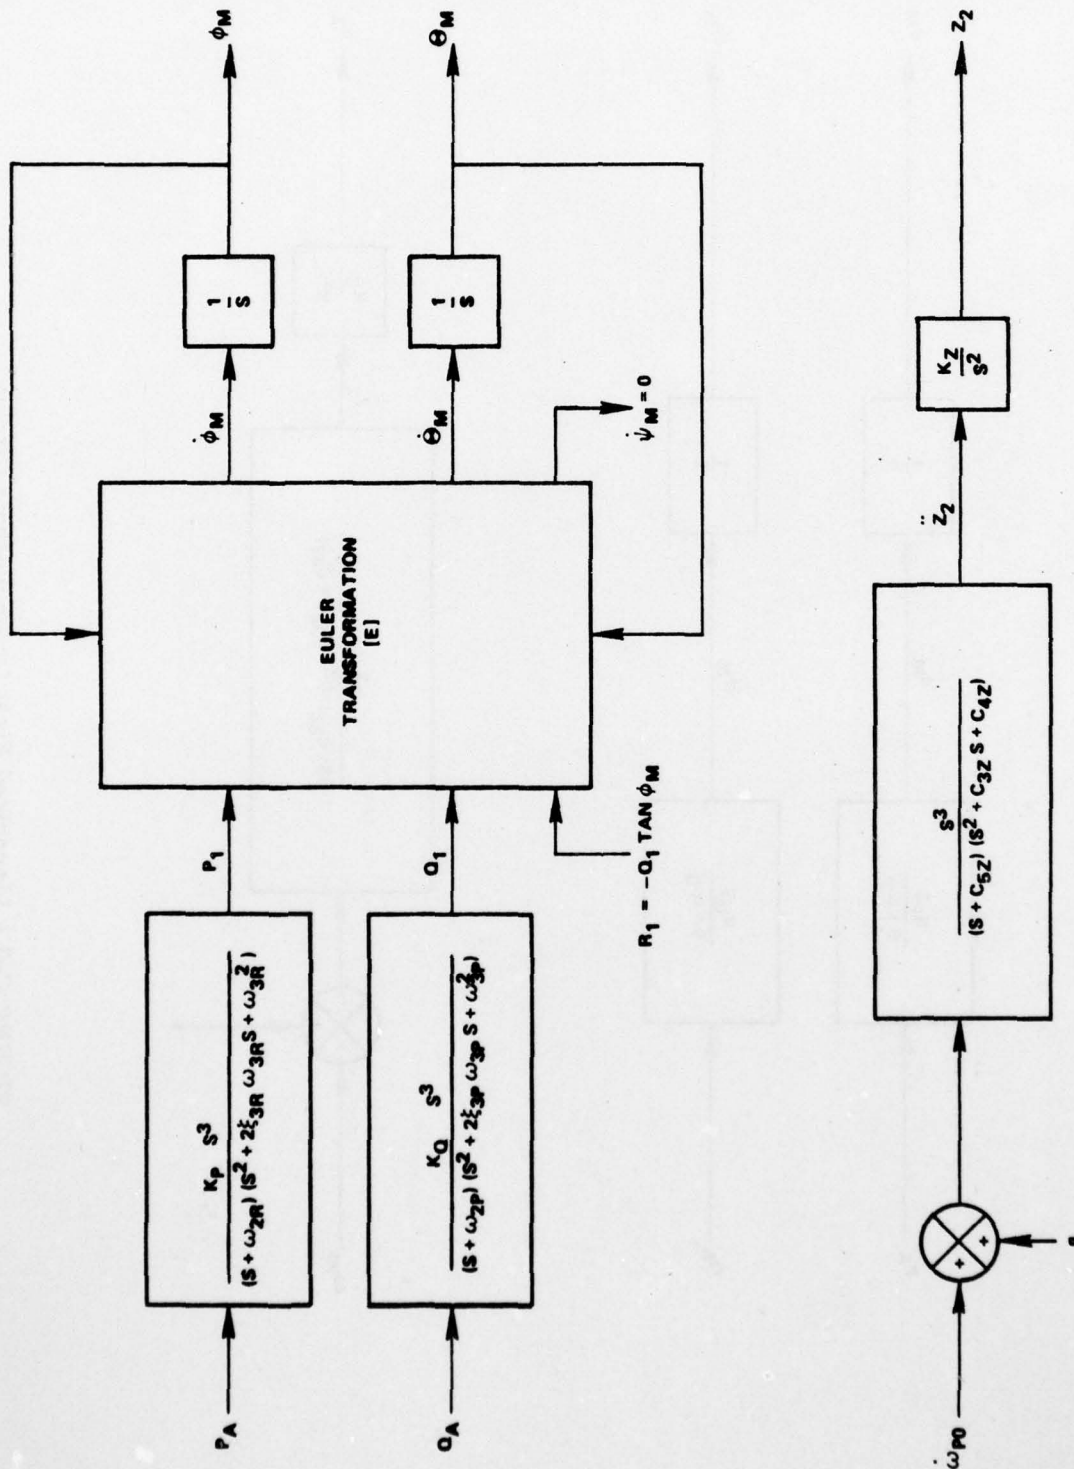 P_A
K_P S^3
(S + ω_2R) (S^2 + 2ξ_3R ω_3R S + ω_3R^2)
P_1
Q_A
K_Q S^3
(S + ω_2P) (S^2 + 2ξ_3P ω_3P S + ω_3P^2)
Q_1
R_1 = -Q_1 TAN ϕ_M
EULER
TRANSFORMATION
[E]
ϕ̇_M
1
S
ϕ_M
Θ̇_M
1
S
Θ_M
ψ̇_M = 0
ω̇_PO
+
+
S^3
(S + C_5Z) (S^2 + C_3Z S + C_4Z)
Z̈_2
K_Z
S^2
Z_2